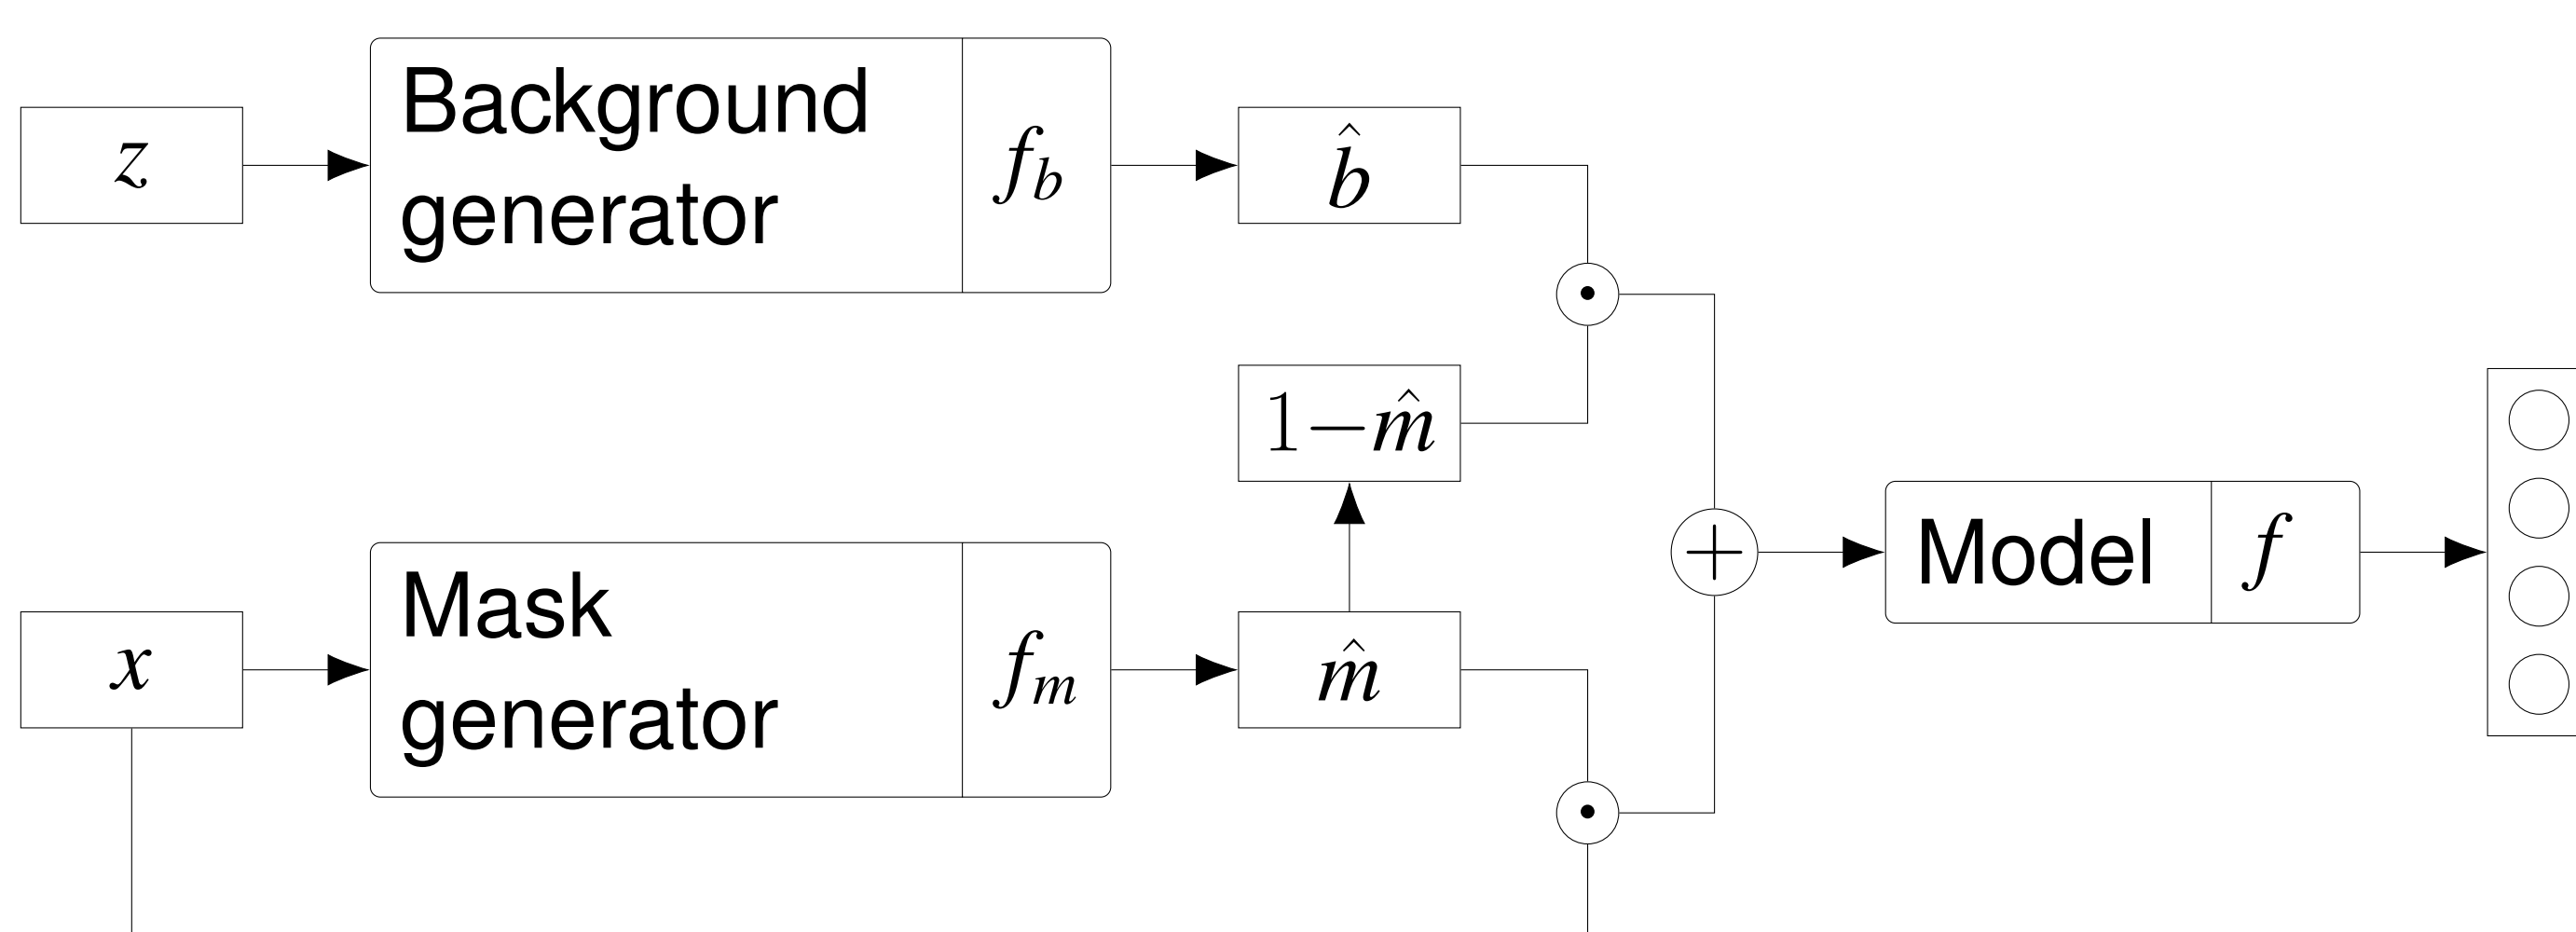 z
Background
generator
f_b
b̂
1−m̂
x
Mask
generator
f_m
m̂
Model
f